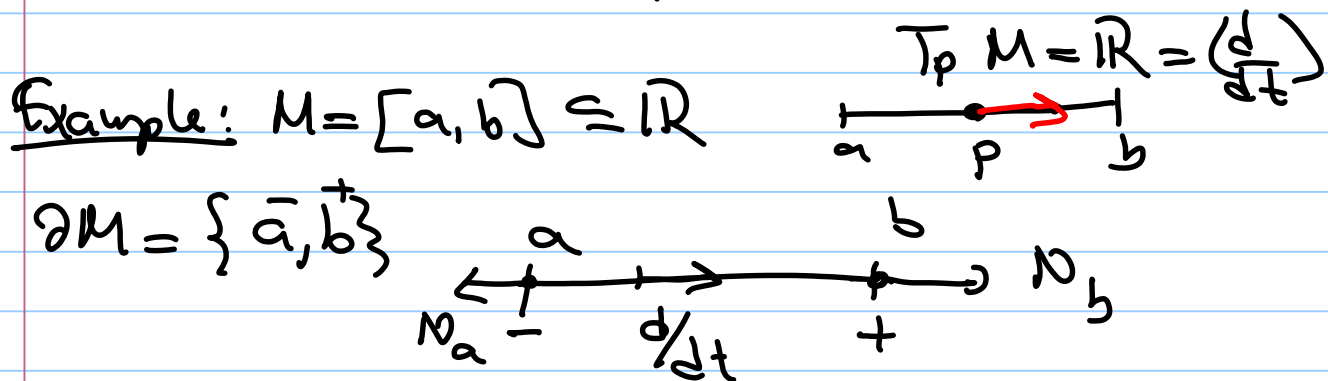 T_p M = ℝ = (d/dt)
Example: M = [a, b] ⊆ ℝ
a p b
∂M = { a⁻, b⁺ }
a b
N_a − d/dt + N_b